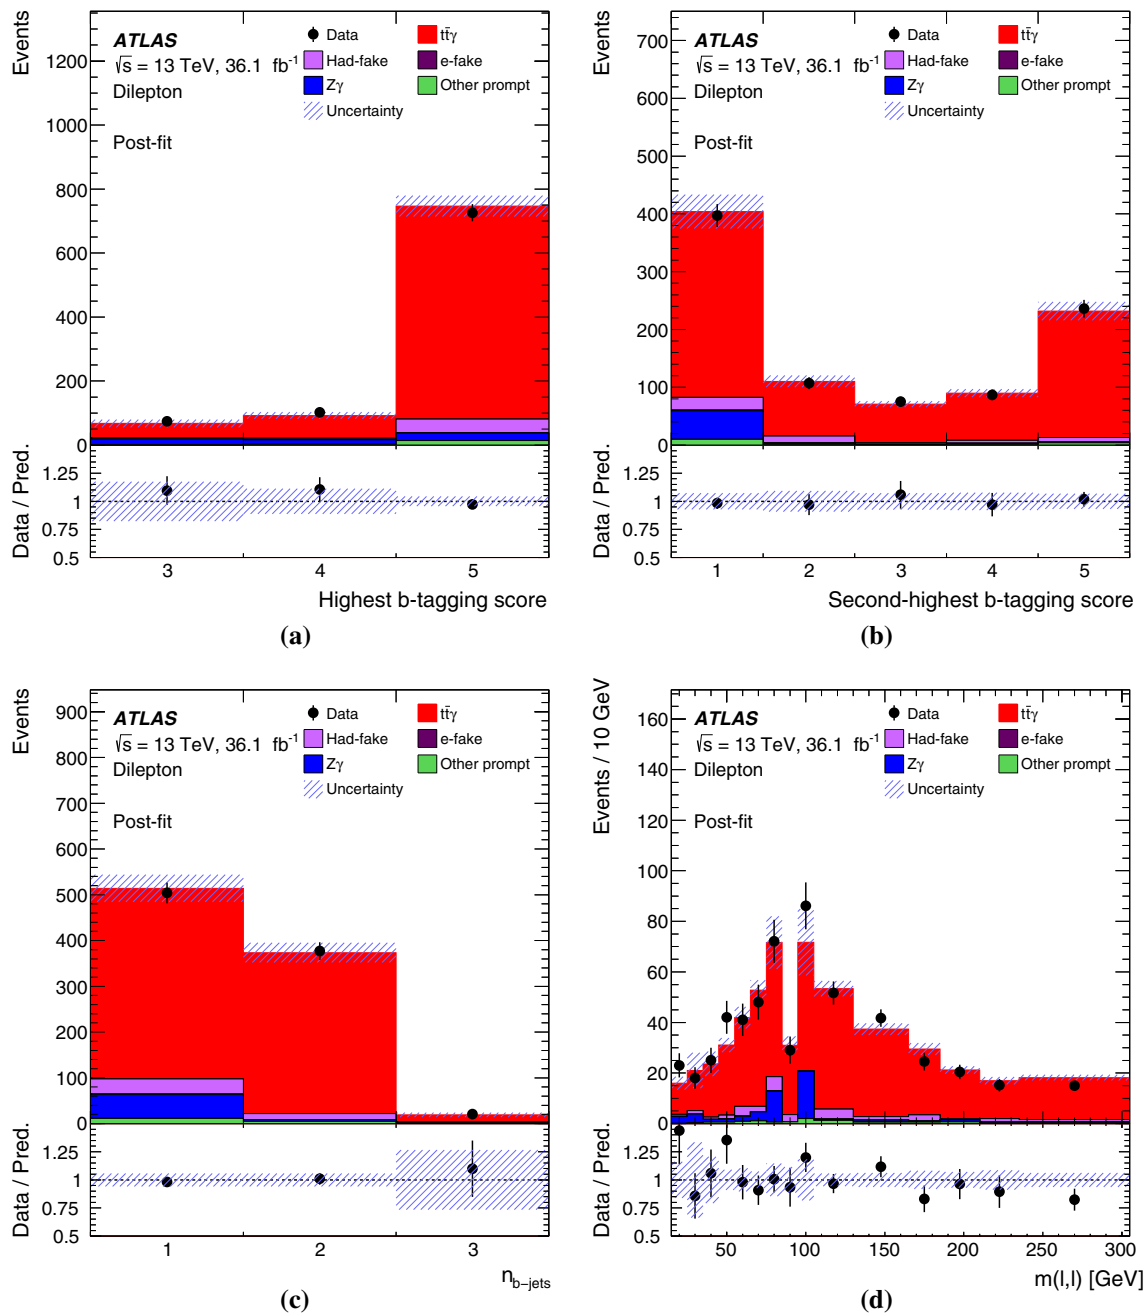 Events
1400
1200
1000
800
600
400
200
0
ATLAS
√s = 13 TeV, 36.1 fb⁻¹
Dilepton
Post-fit
Data
tt̄γ
Had-fake
e-fake
Zγ
Other prompt
Uncertainty
Data / Pred.
1.25
1
0.75
0.5
3 4 5
Highest b-tagging score
(a)
Events
700
600
500
400
300
200
100
0
ATLAS
√s = 13 TeV, 36.1 fb⁻¹
Dilepton
Post-fit
Data
tt̄γ
Had-fake
e-fake
Zγ
Other prompt
Uncertainty
Data / Pred.
1.25
1
0.75
0.5
1 2 3 4 5
Second-highest b-tagging score
(b)
Events
900
800
700
600
500
400
300
200
100
0
ATLAS
√s = 13 TeV, 36.1 fb⁻¹
Dilepton
Post-fit
Data
tt̄γ
Had-fake
e-fake
Zγ
Other prompt
Uncertainty
Data / Pred.
1.25
1
0.75
0.5
1 2 3
n b−jets
(c)
Events / 10 GeV
160
140
120
100
80
60
40
20
0
ATLAS
√s = 13 TeV, 36.1 fb⁻¹
Dilepton
Post-fit
Data
tt̄γ
Had-fake
e-fake
Zγ
Other prompt
Uncertainty
Data / Pred.
1.25
1
0.75
0.5
50 100 150 200 250 300
m(l,l) [GeV]
(d)